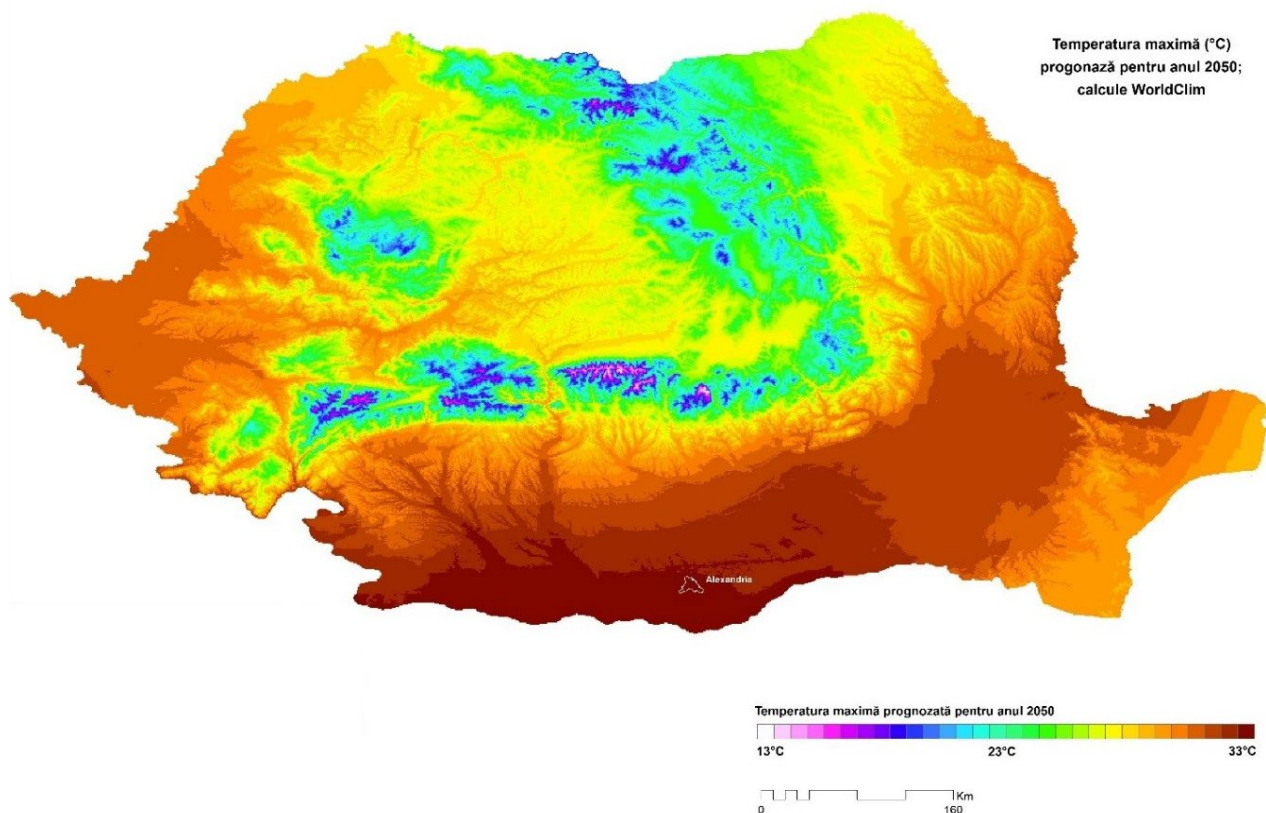 Temperatura maximă (°C)
progonază pentru anul 2050;
calcule WorldClim
Alexandria
Temperatura maximă prognozată pentru anul 2050
13°C 23°C 33°C
Km
0 160